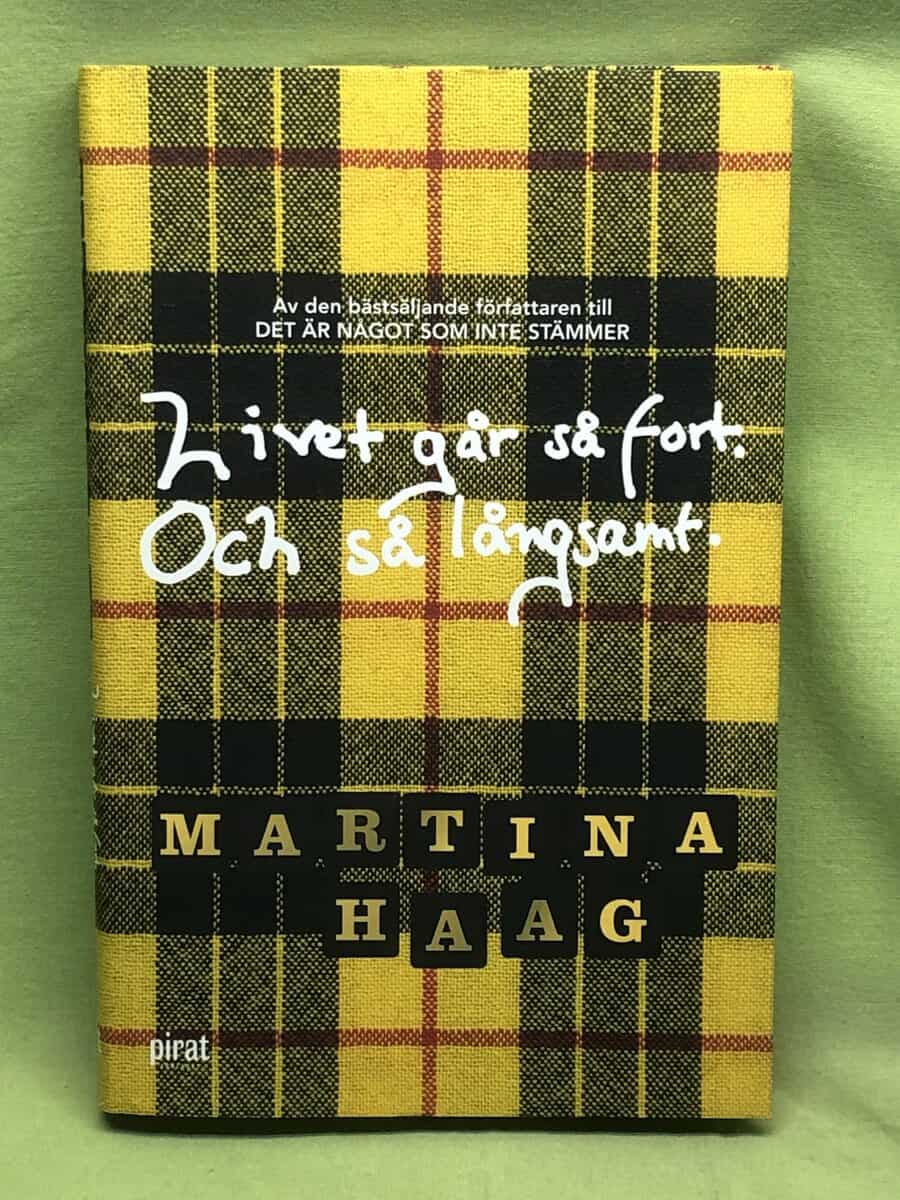 Av den bästsäljande författaren till
DET ÄR NÅGOT SOM INTE STÄMMER
Livet går så fort.
Och så långsamt.
MARTINA
HAAG
pirat